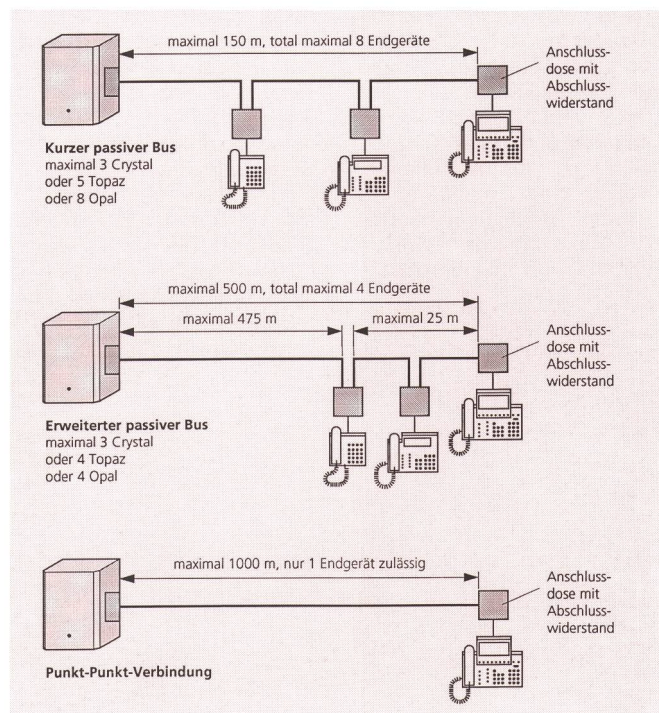 maximal 150 m, total maximal 8 Endgeräte
Anschluss-
dose mit
Abschluss-
widerstand
Kurzer passiver Bus
maximal 3 Crystal
oder 5 Topaz
oder 8 Opal
maximal 500 m, total maximal 4 Endgeräte
maximal 475 m
maximal 25 m
Anschluss-
dose mit
Abschluss-
widerstand
Erweiterter passiver Bus
maximal 3 Crystal
oder 4 Topaz
oder 4 Opal
maximal 1000 m, nur 1 Endgerät zulässig
Anschluss-
dose mit
Abschluss-
widerstand
Punkt-Punkt-Verbindung